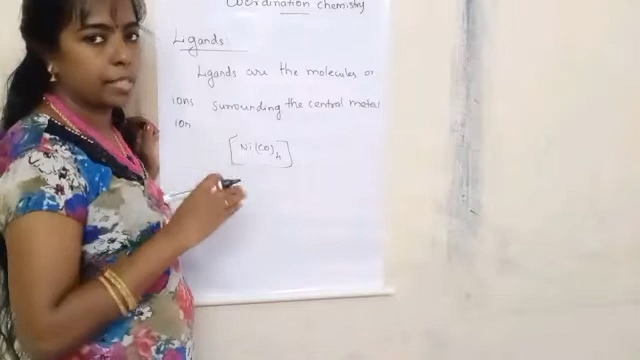 Coordination chemistry
Ligands:
Ligands are the molecules or
ions surrounding the central metal
ion
[Ni(CO)4]